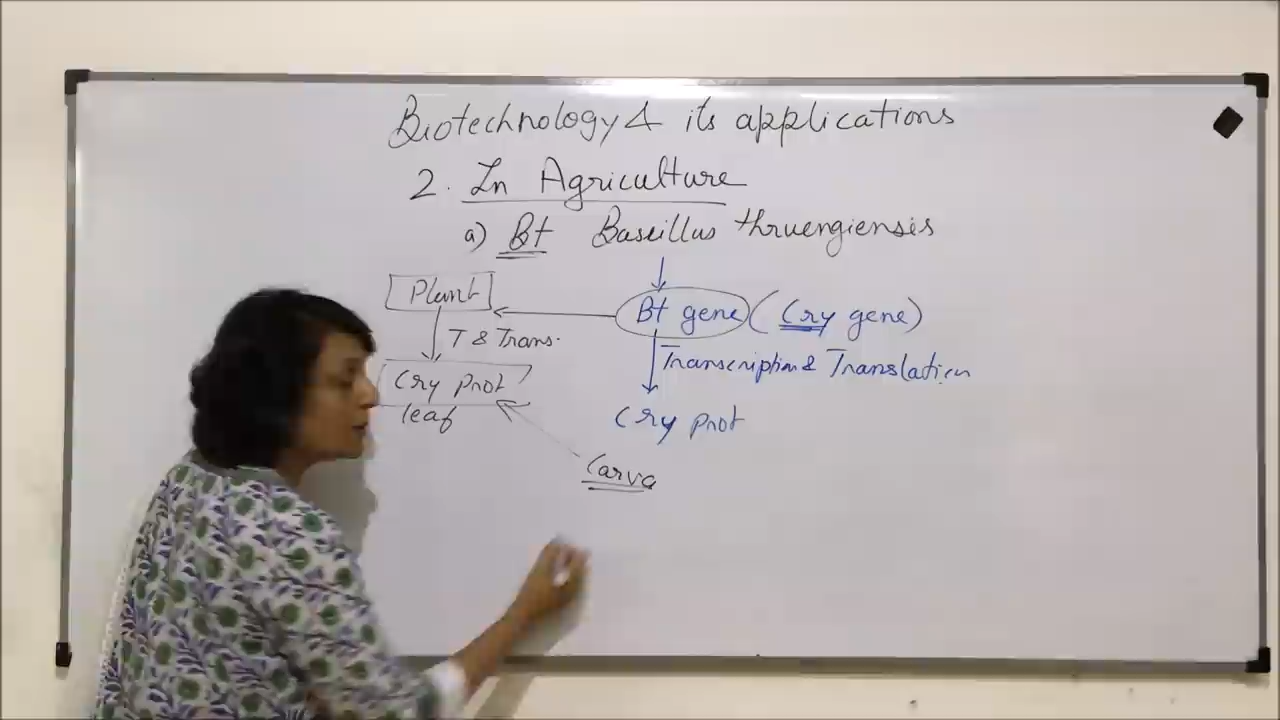 Biotechnology & its applications
2. In Agriculture
a) Bt Bascillus thruengiensis
Plant
Bt gene (Cry gene)
T & Trans.
Transcription & Translation
Cry prot
leaf
Cry prot
Larva